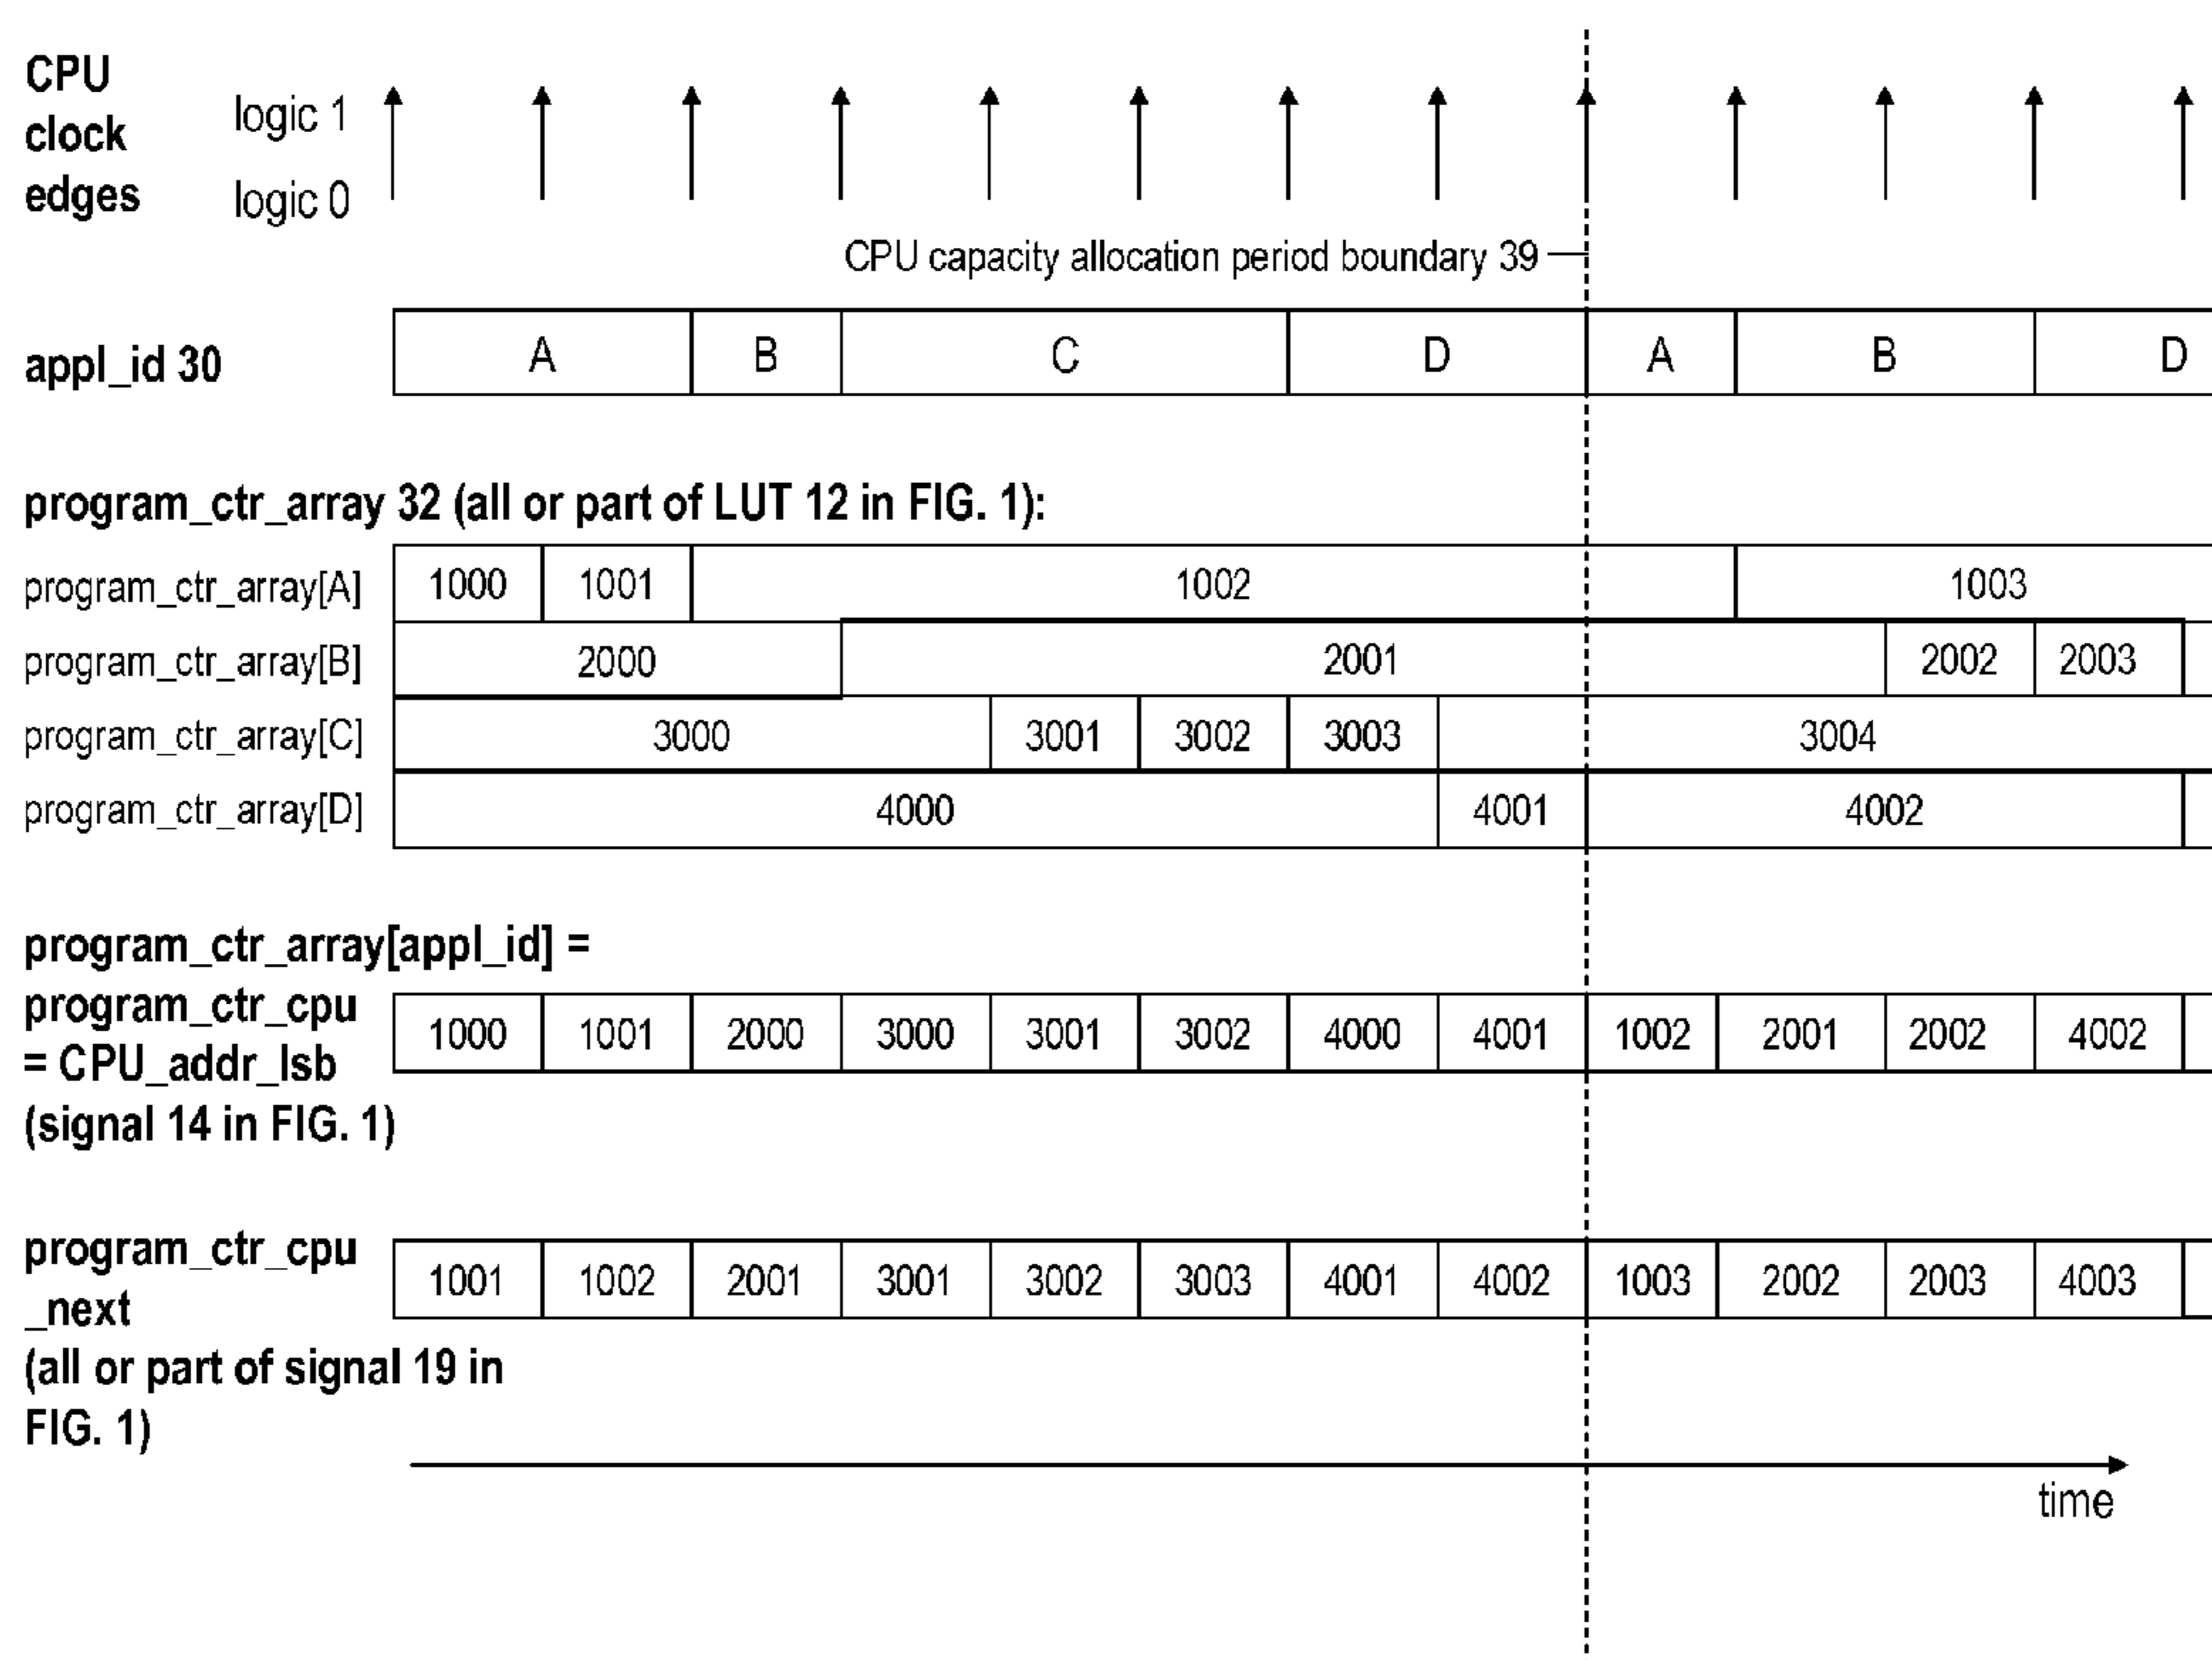 CPU
clock
edges
logic 1
logic 0
CPU capacity allocation period boundary 39
appl_id 30
A B C D A B D
program_ctr_array 32 (all or part of LUT 12 in FIG. 1):
program_ctr_array[A] 1000 1001 1002 1003
program_ctr_array[B] 2000 2001 2002 2003
program_ctr_array[C] 3000 3001 3002 3003 3004
program_ctr_array[D] 4000 4001 4002
program_ctr_array[appl_id] =
program_ctr_cpu
= CPU_addr_lsb
(signal 14 in FIG. 1)
1000 1001 2000 3000 3001 3002 4000 4001 1002 2001 2002 4002
program_ctr_cpu
_next
(all or part of signal 19 in
FIG. 1)
1001 1002 2001 3001 3002 3003 4001 4002 1003 2002 2003 4003
time